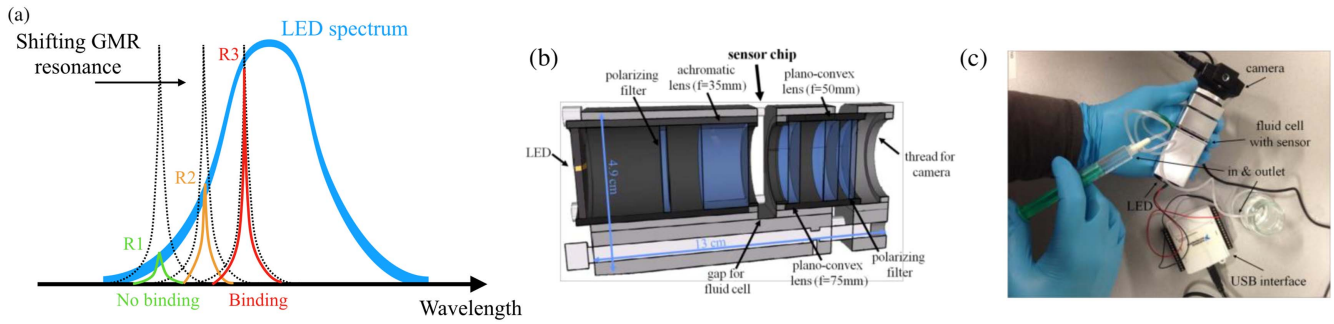 (a)
LED spectrum
Shifting GMR
resonance
R3
R2
R1
No binding
Binding
Wavelength
(b)
sensor chip
achromatic
lens (f=35mm)
polarizing
filter
plano-convex
lens (f=50mm)
LED
4.9 cm
13 cm
thread for
camera
gap for
fluid cell
plano-convex
lens (f=75mm)
polarizing
filter
(c)
camera
fluid cell
with sensor
in & outlet
LED
USB interface